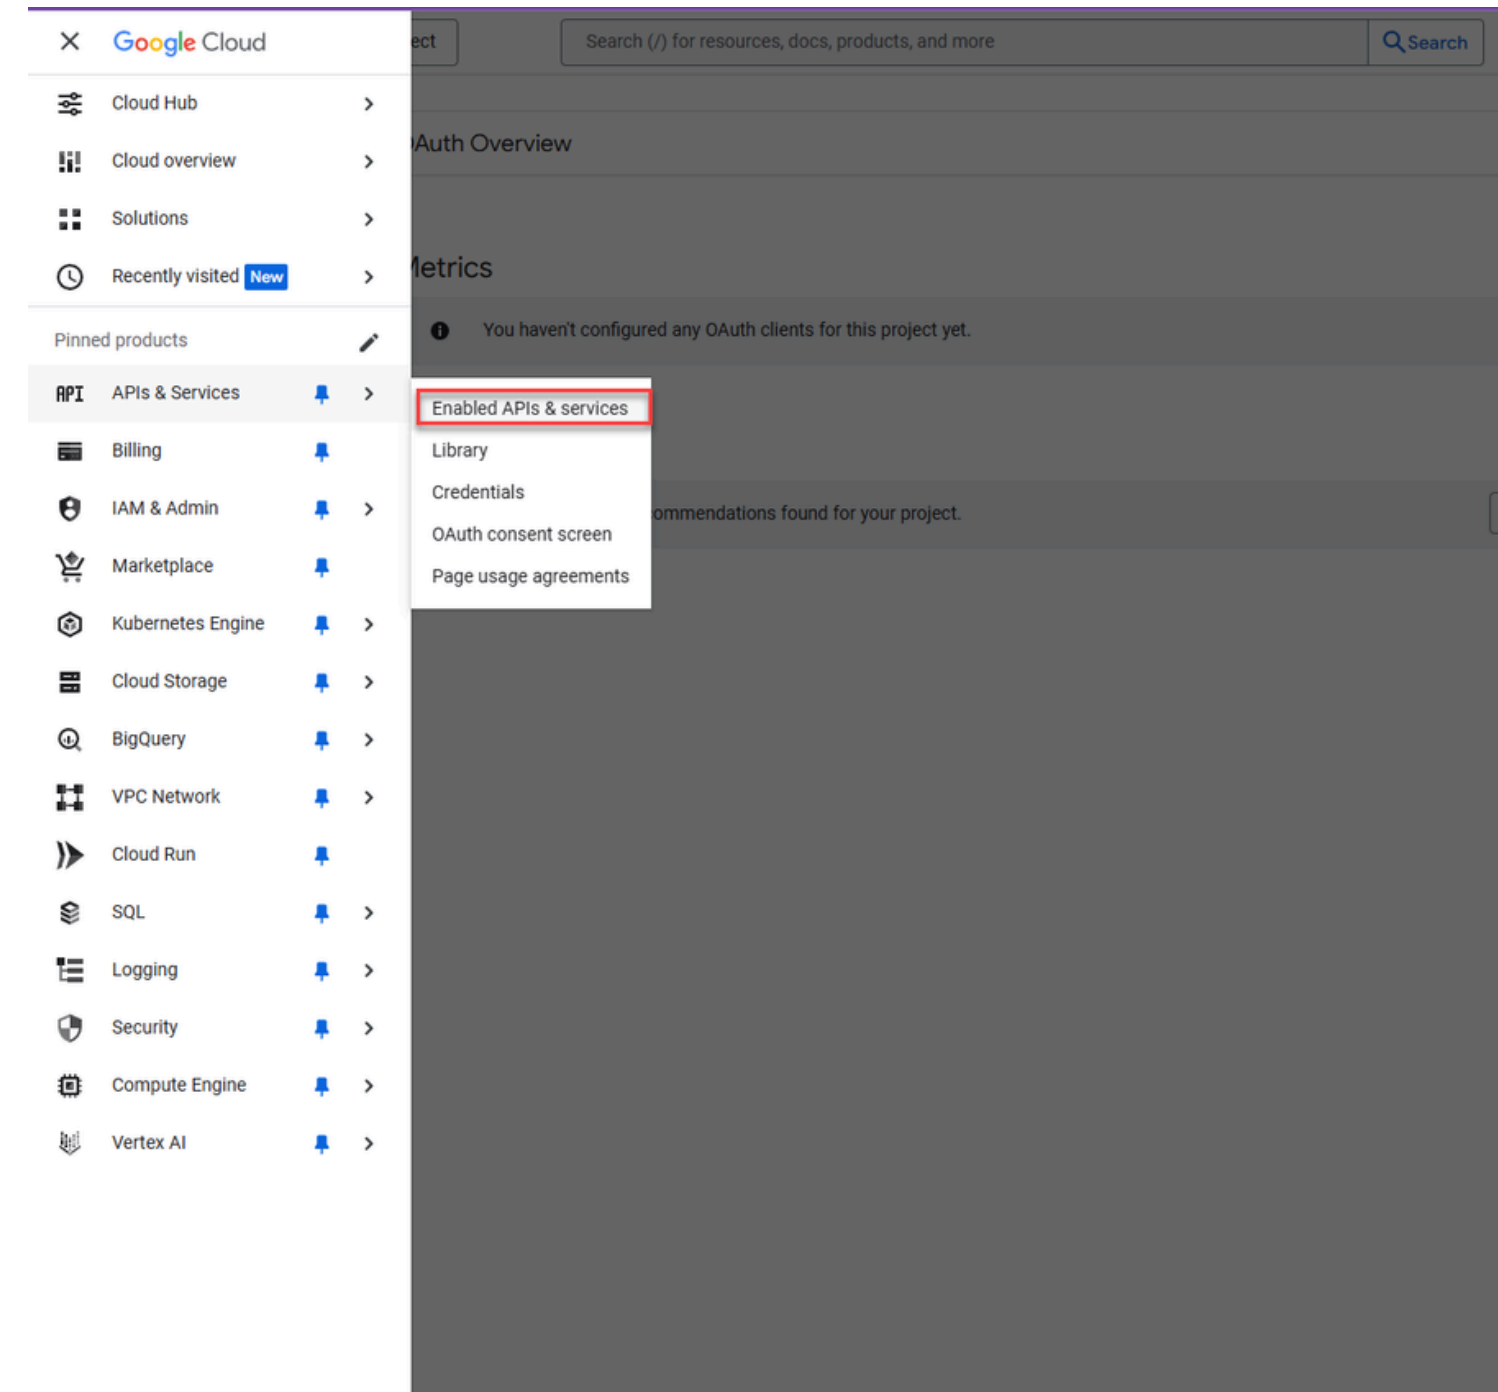 Google Cloud
ect
Search (/) for resources, docs, products, and more
Search
Cloud Hub
Cloud overview
Solutions
Recently visited New
Pinned products
API APIs & Services
Billing
IAM & Admin
Marketplace
Kubernetes Engine
Cloud Storage
BigQuery
VPC Network
Cloud Run
SQL
Logging
Security
Compute Engine
Vertex AI
Auth Overview
etrics
You haven't configured any OAuth clients for this project yet.
Enabled APIs & services
Library
Credentials
OAuth consent screen
Page usage agreements
ommendations found for your project.